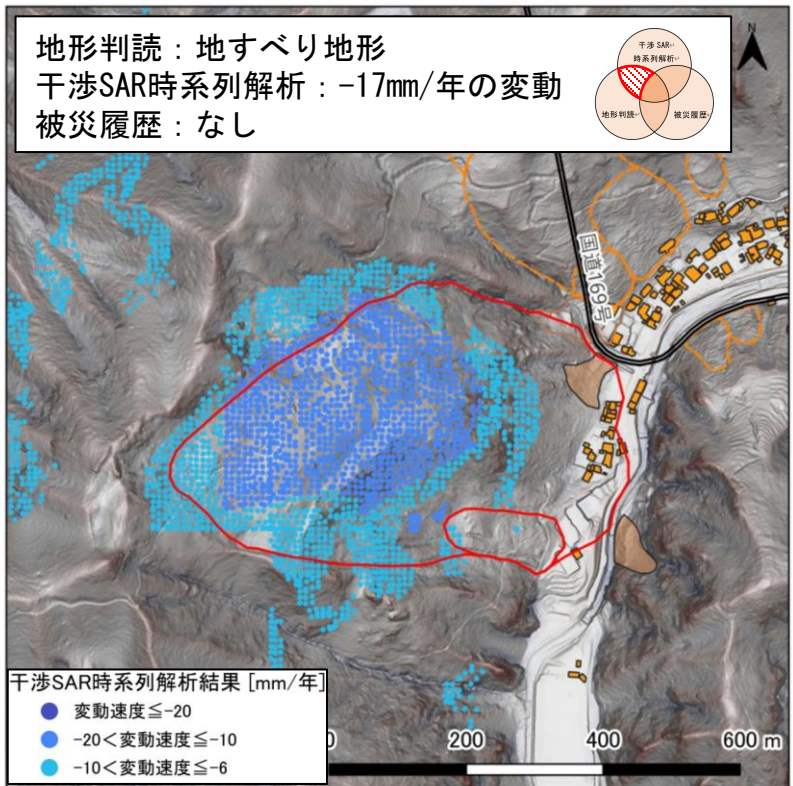 地形判読：地すべり地形
干渉SAR時系列解析：-17mm/年の変動
被災履歴：なし
干渉 SAR
時系列解析
地形判読
被災履歴
N
国道169号
干渉SAR時系列解析結果 [mm/年]
変動速度≦-20
-20<変動速度≦-10
-10<変動速度≦-6
0
200
400
600 m